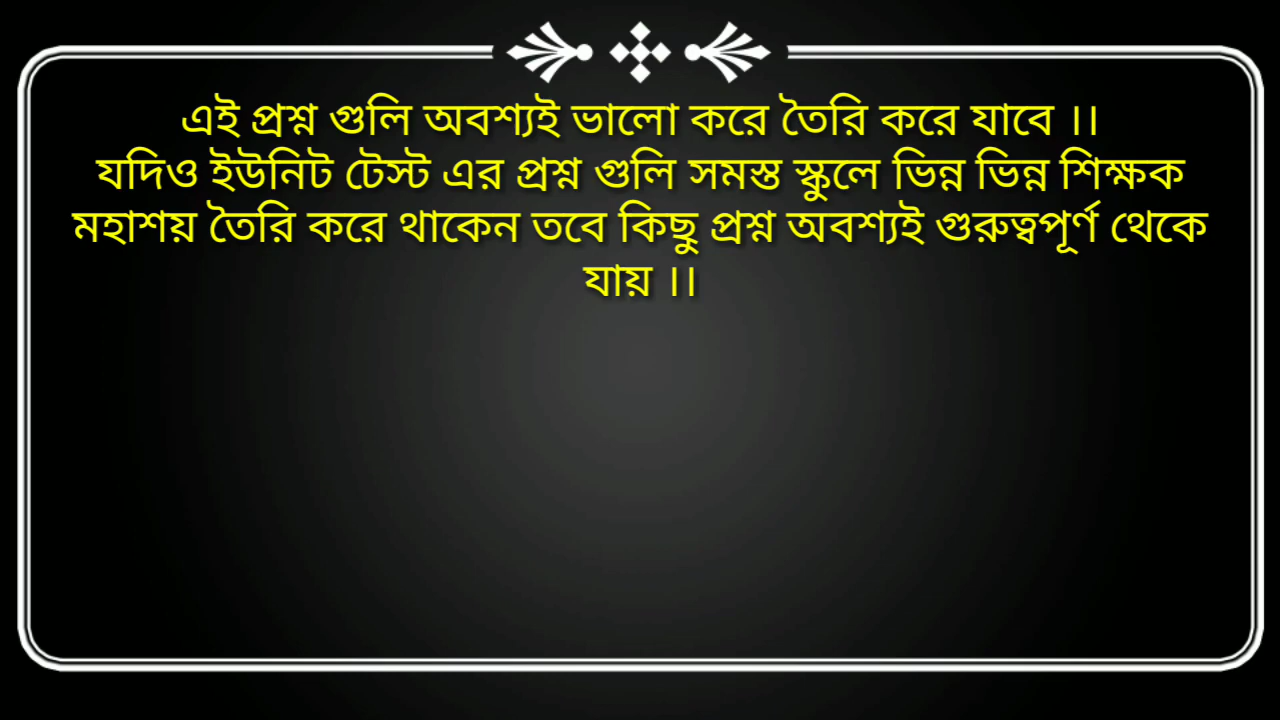 এই প্রশ্ন গুলি অবশ্যই ভালো করে তৈরি করে যাবে ।।
যদিও ইউনিট টেস্ট এর প্রশ্ন গুলি সমস্ত স্কুলে ভিন্ন ভিন্ন শিক্ষক
মহাশয় তৈরি করে থাকেন তবে কিছু প্রশ্ন অবশ্যই গুরুত্বপূর্ণ থেকে
যায় ।।